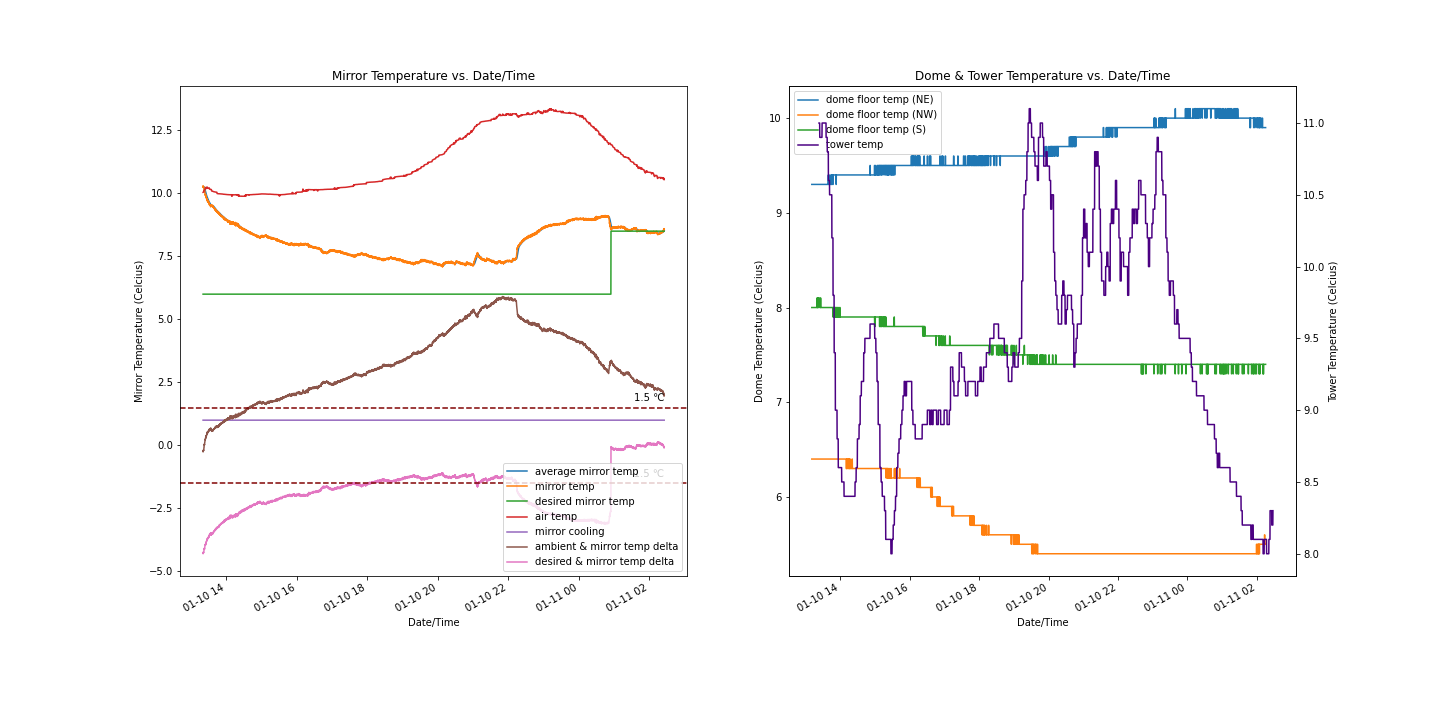 Mirror Temperature vs. Date/Time
Mirror Temperature (Celcius)
12.5
10.0
7.5
5.0
2.5
0.0
−2.5
−5.0
1.5 °C
average mirror temp
mirror temp
desired mirror temp
air temp
mirror cooling
ambient & mirror temp delta
desired & mirror temp delta
01-10 14
01-10 16
01-10 18
01-10 20
01-10 22
01-11 00
01-11 02
Date/Time
Dome & Tower Temperature vs. Date/Time
Dome Temperature (Celcius)
10
9
8
7
6
dome floor temp (NE)
dome floor temp (NW)
dome floor temp (S)
tower temp
11.0
10.5
10.0
9.5
9.0
8.5
8.0
Tower Temperature (Celcius)
01-10 14
01-10 16
01-10 18
01-10 20
01-10 22
01-11 00
01-11 02
Date/Time